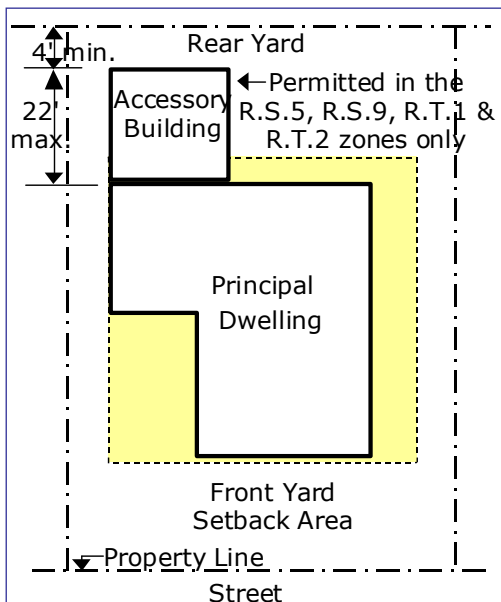 Rear Yard
4' min.
Permitted in the
R.S.5, R.S.9, R.T.1 &
R.T.2 zones only
Accessory
Building
22'
max.
Principal
Dwelling
Front Yard
Setback Area
Property Line
Street